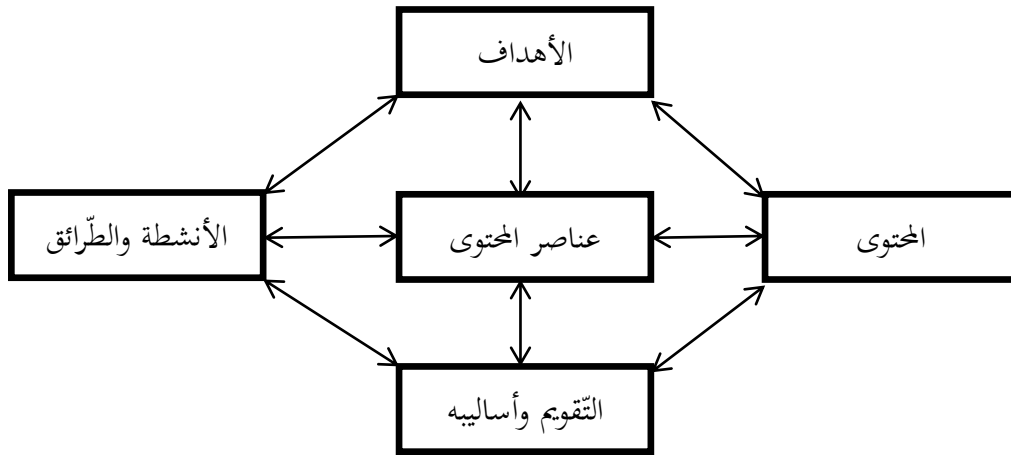 الأهداف
المحتوى
عناصر المحتوى
الأنشطة والطّرائق
التّقويم وأساليبه